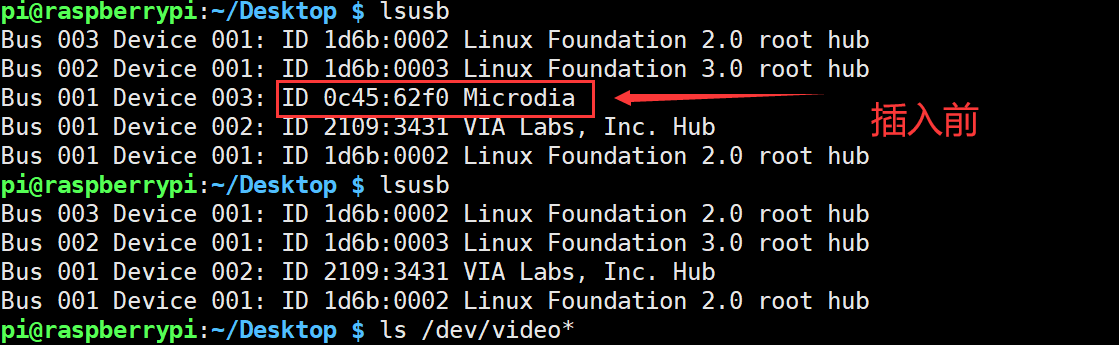 pi@raspberrypi:~/Desktop $ lsusb
Bus 003 Device 001: ID 1d6b:0002 Linux Foundation 2.0 root hub
Bus 002 Device 001: ID 1d6b:0003 Linux Foundation 3.0 root hub
Bus 001 Device 003: ID 0c45:62f0 Microdia
插入前
Bus 001 Device 002: ID 2109:3431 VIA Labs, Inc. Hub
Bus 001 Device 001: ID 1d6b:0002 Linux Foundation 2.0 root hub
pi@raspberrypi:~/Desktop $ lsusb
Bus 003 Device 001: ID 1d6b:0002 Linux Foundation 2.0 root hub
Bus 002 Device 001: ID 1d6b:0003 Linux Foundation 3.0 root hub
Bus 001 Device 002: ID 2109:3431 VIA Labs, Inc. Hub
Bus 001 Device 001: ID 1d6b:0002 Linux Foundation 2.0 root hub
pi@raspberrypi:~/Desktop $ ls /dev/video*